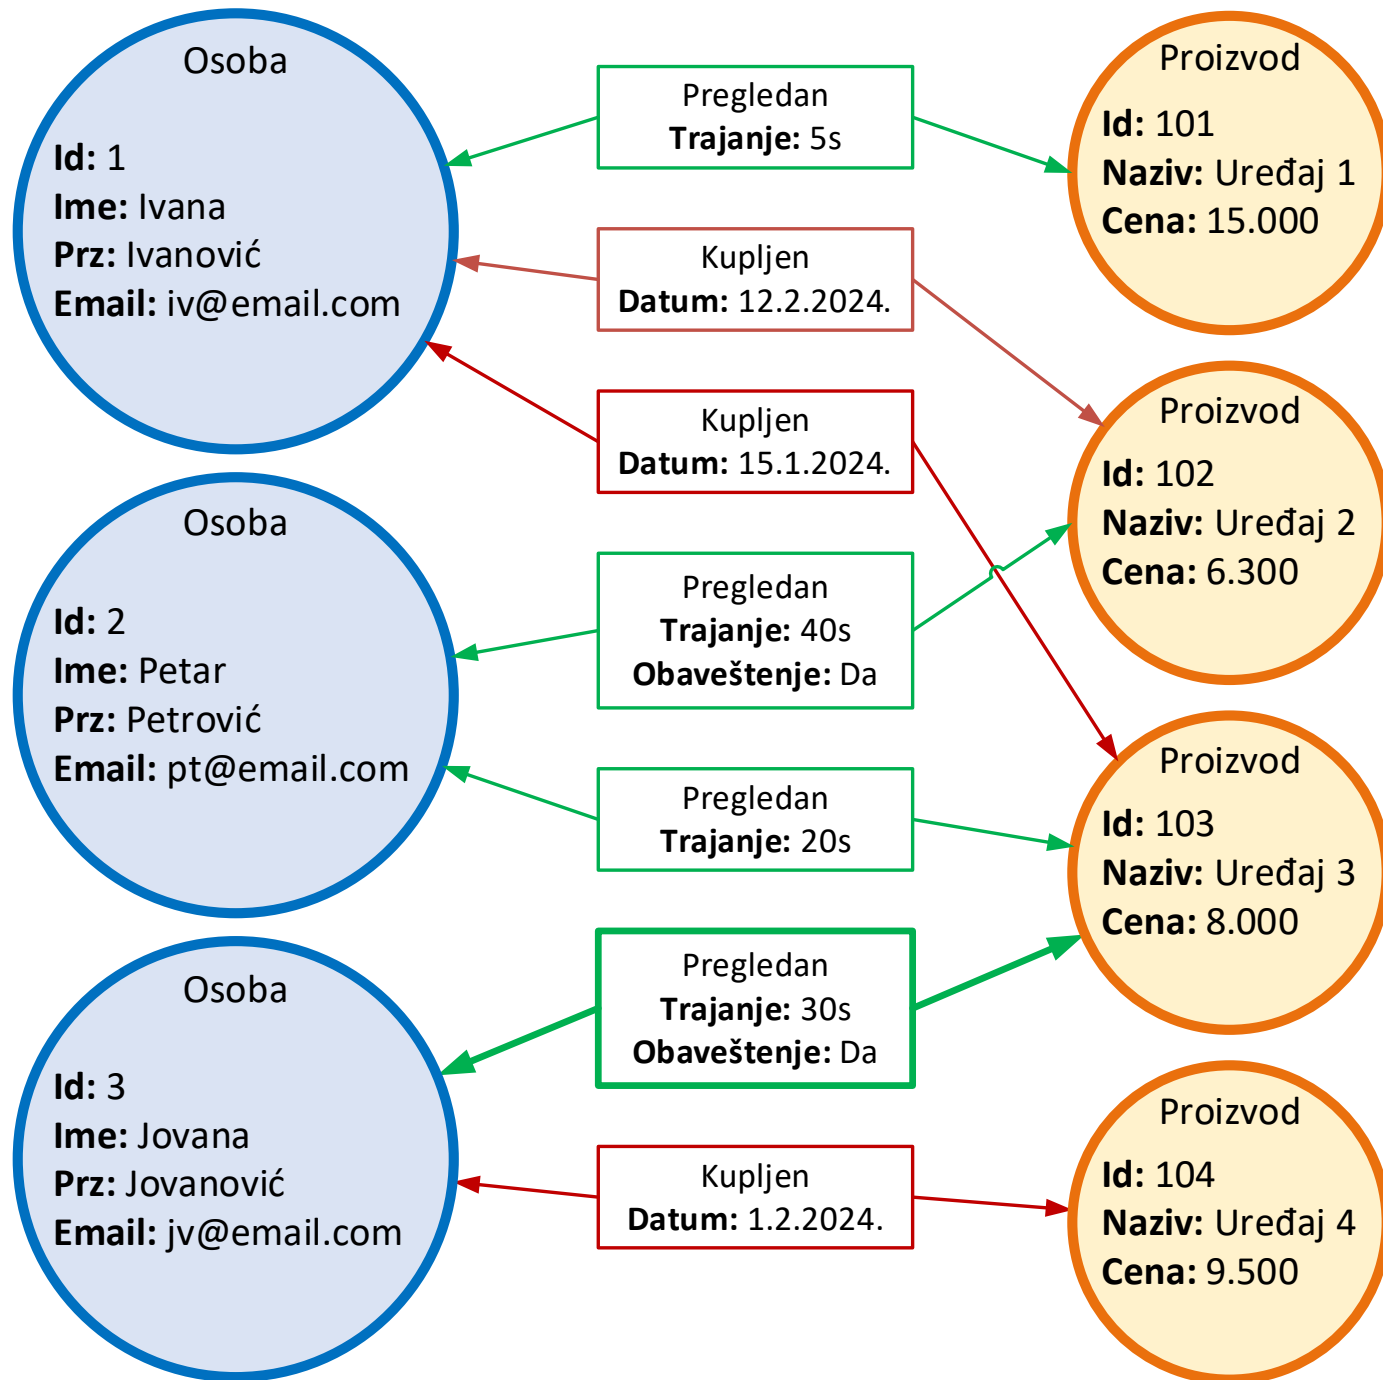 Osoba
Id: 1
Ime: Ivana
Prz: Ivanović
Email: iv@email.com
Osoba
Id: 2
Ime: Petar
Prz: Petrović
Email: pt@email.com
Osoba
Id: 3
Ime: Jovana
Prz: Jovanović
Email: jv@email.com
Pregledan
Trajanje: 5s
Kupljen
Datum: 12.2.2024.
Kupljen
Datum: 15.1.2024.
Pregledan
Trajanje: 40s
Obaveštenje: Da
Pregledan
Trajanje: 20s
Pregledan
Trajanje: 30s
Obaveštenje: Da
Kupljen
Datum: 1.2.2024.
Proizvod
Id: 101
Naziv: Uređaj 1
Cena: 15.000
Proizvod
Id: 102
Naziv: Uređaj 2
Cena: 6.300
Proizvod
Id: 103
Naziv: Uređaj 3
Cena: 8.000
Proizvod
Id: 104
Naziv: Uređaj 4
Cena: 9.500